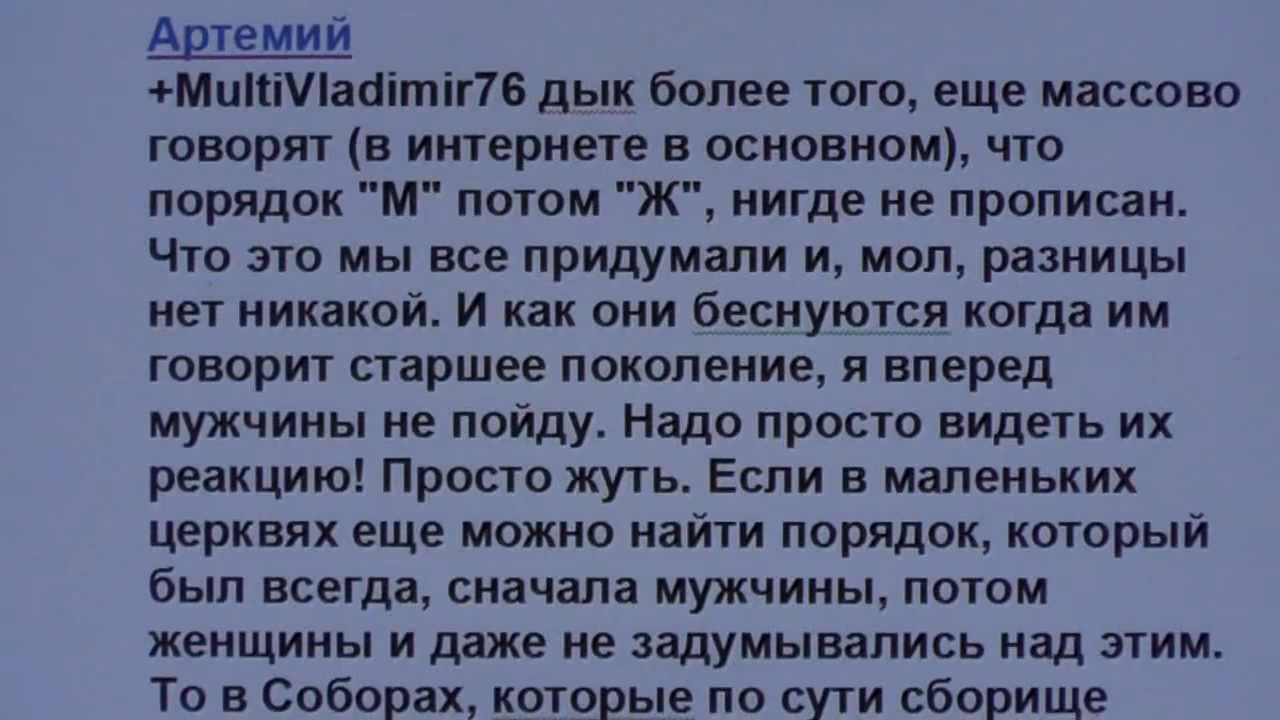 Артемий
+MultiVladimir76 дык более того, еще массово
говорят (в интернете в основном), что
порядок "М" потом "Ж", нигде не прописан.
Что это мы все придумали и, мол, разницы
нет никакой. И как они беснуются когда им
говорит старшее поколение, я вперед
мужчины не пойду. Надо просто видеть их
реакцию! Просто жуть. Если в маленьких
церквях еще можно найти порядок, который
был всегда, сначала мужчины, потом
женщины и даже не задумывались над этим.
То в Соборах, которые по сути сборище